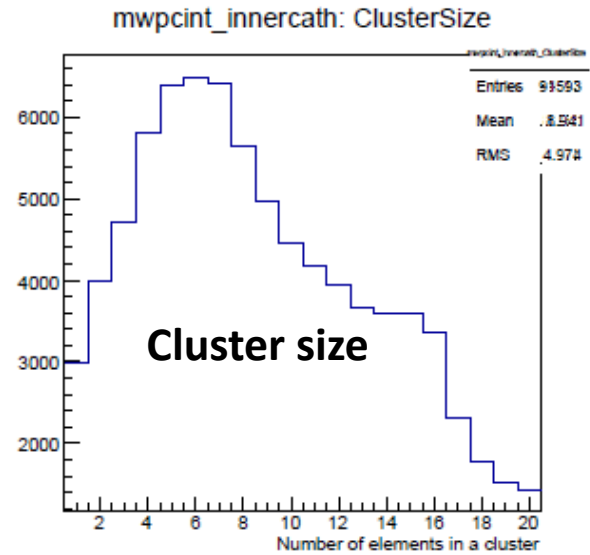 mwpcint_innercath: ClusterSize
Entries
Mean
RMS
6000
5000
4000
3000
2000
Cluster size
2 4 6 8 10 12 14 16 18 20
Number of elements in a cluster